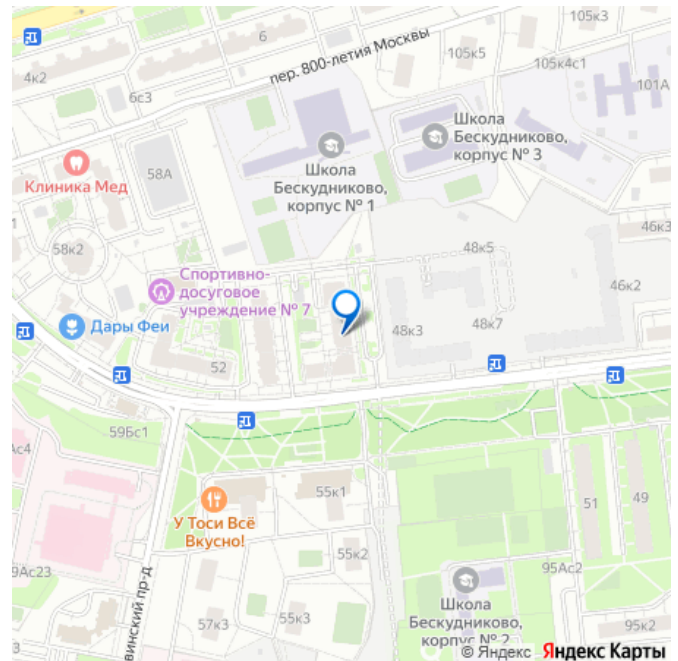 6
4к2
6с3
пер. 800-летия Москвы
105к5
105к4с1
101А
Школа
Бескудниково,
корпус № 3
Школа
Бескудниково,
корпус № 1
Клиника Мед
58А
58к2
46к3
48к5
46к2
Спортивно-
досуговое
учреждение № 7
Дары Феи
48к3
48к7
52
59Бс1
55к1
У Тоси Всё
Вкусно!
51
49
55к2
95Ас2
винский пр-д
57к3
55к3
Школа
Бескудниково,
корпус № 2
95к2
© Яндекс Яндекс Карты